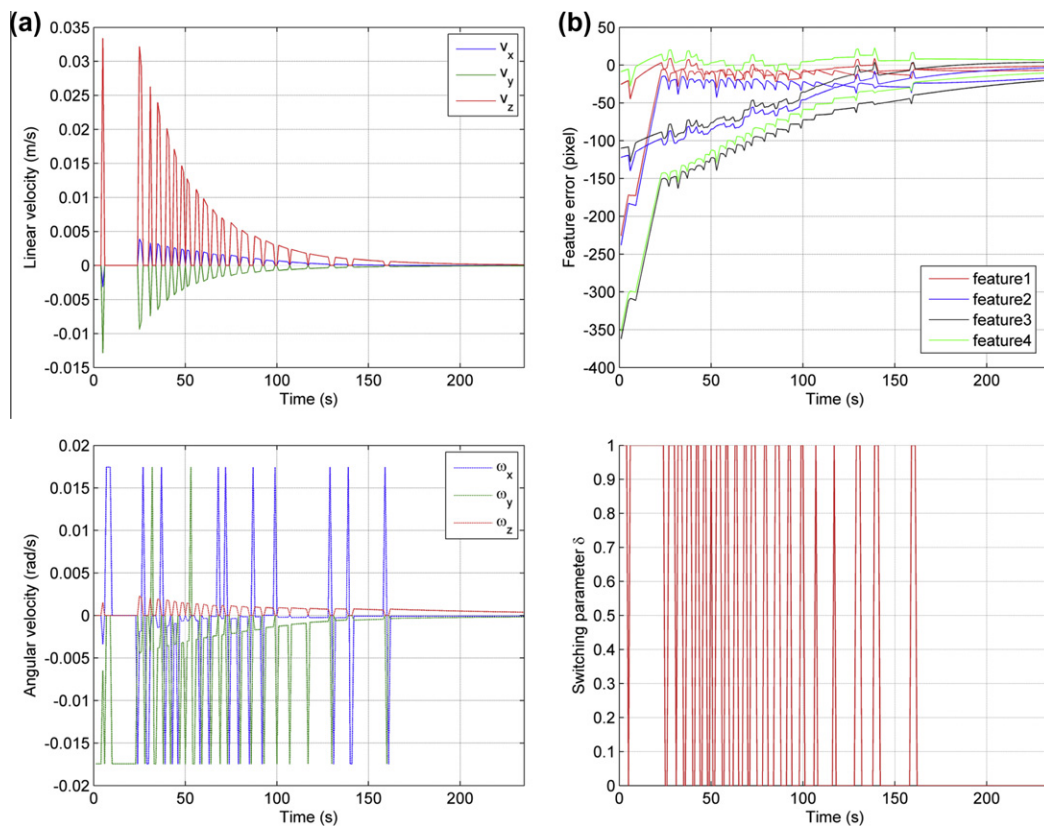 (a)
0.035
0.03
0.025
0.02
0.015
0.01
0.005
0
-0.005
-0.01
-0.015
Linear velocity (m/s)
v_x
v_y
v_z
0 50 100 150 200
Time (s)
(b)
50
0
-50
-100
-150
-200
-250
-300
-350
-400
Feature error (pixel)
feature1
feature2
feature3
feature4
0 50 100 150 200
Time (s)
0.02
0.015
0.01
0.005
0
-0.005
-0.01
-0.015
-0.02
Angular velocity (rad/s)
ω_x
ω_y
ω_z
0 50 100 150 200
Time (s)
1
0.9
0.8
0.7
0.6
0.5
0.4
0.3
0.2
0.1
0
Switching parameter δ
0 50 100 150 200
Time (s)